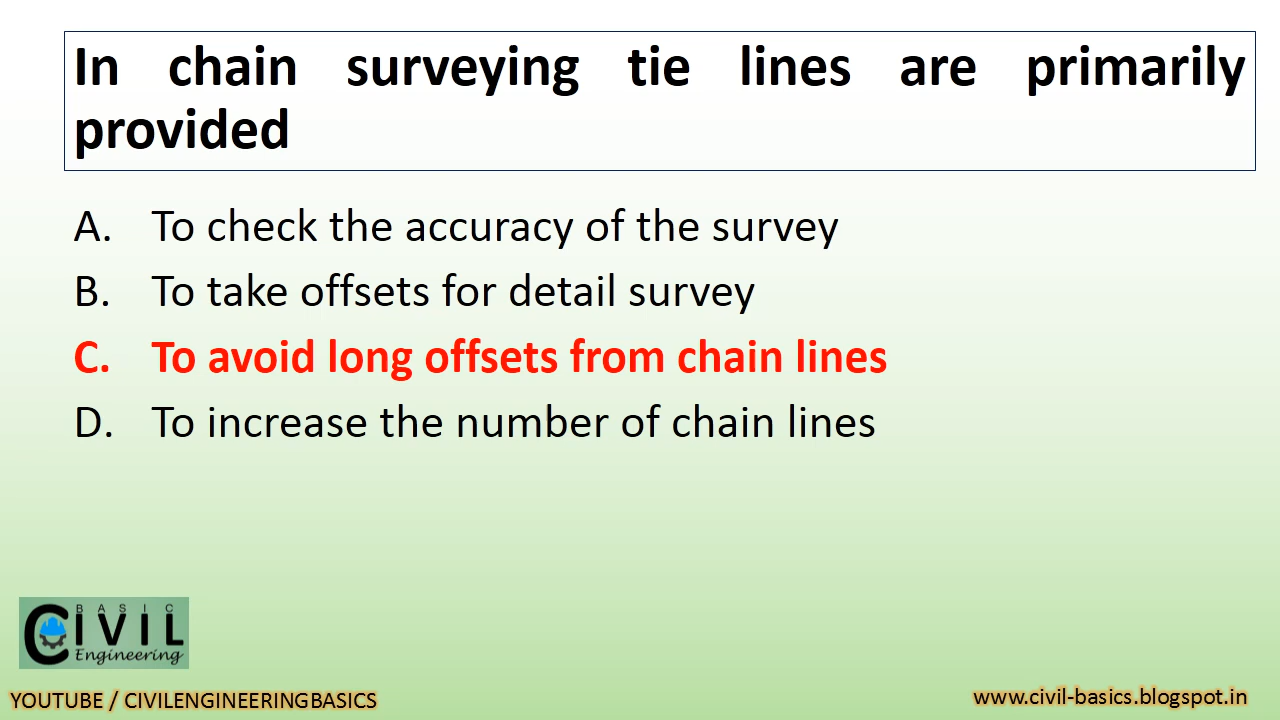 In chain surveying tie lines are primarily
provided
A. To check the accuracy of the survey
B. To take offsets for detail survey
C. To avoid long offsets from chain lines
D. To increase the number of chain lines
BASIC
CIVIL
Engineering
YOUTUBE / CIVILENGINEERINGBASICS
www.civil-basics.blogspot.in